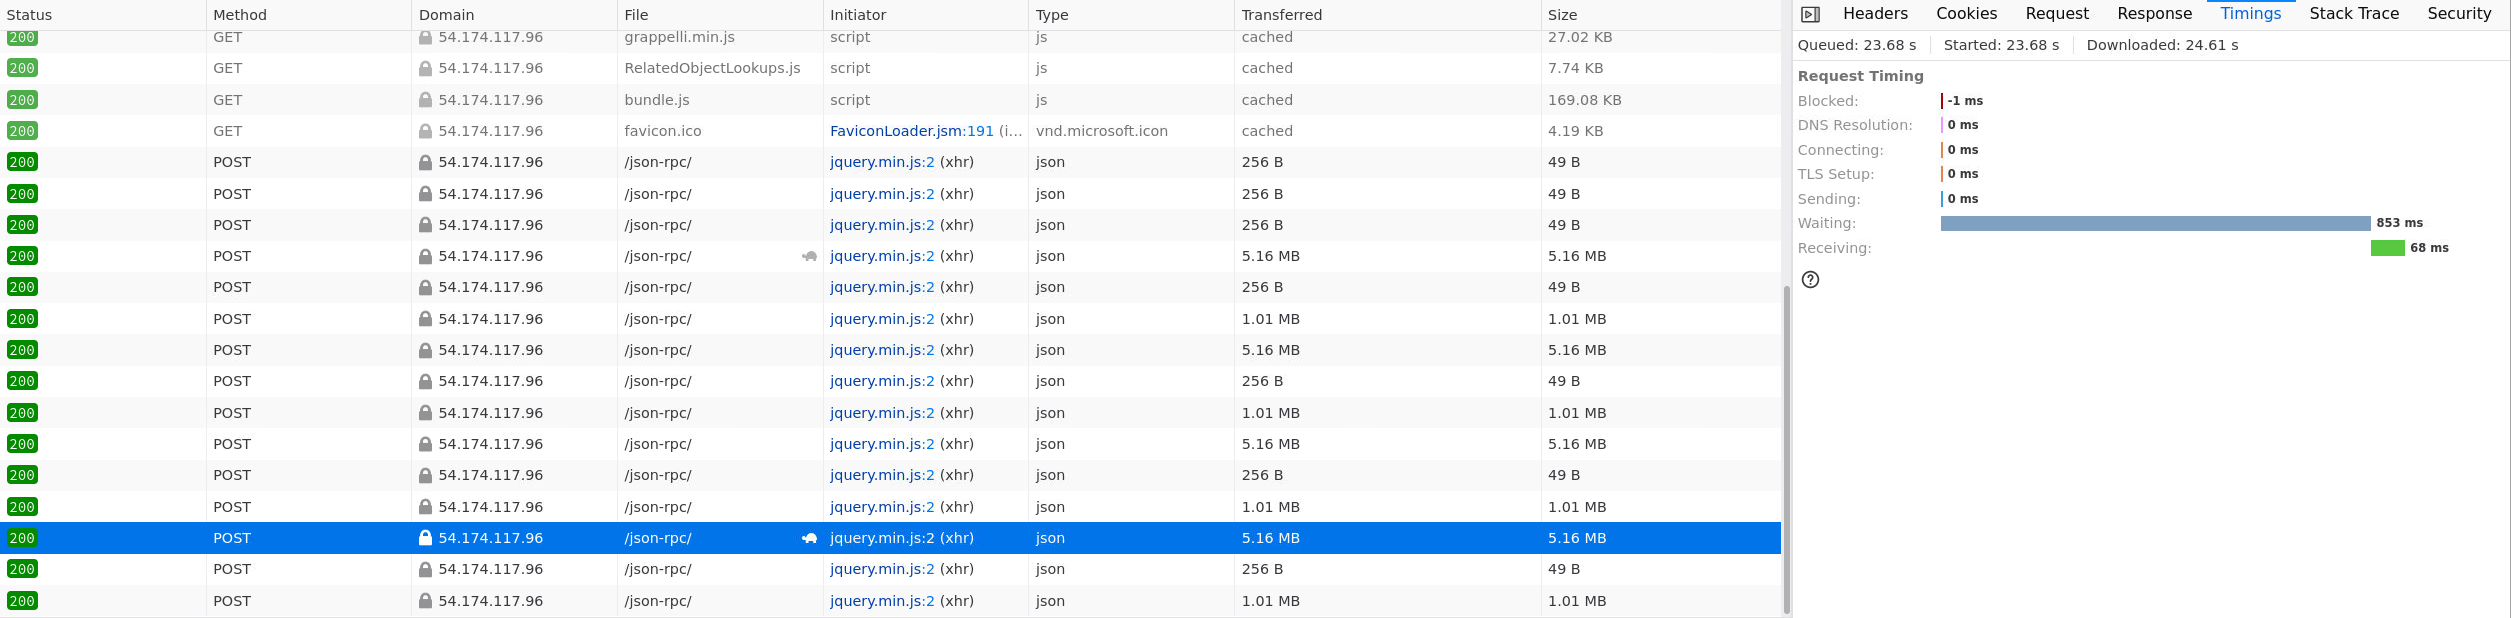 Status Method Domain File Initiator Type Transferred Size
200 GET 54.174.117.96 grappelli.min.js script js cached 27.02 KB
200 GET 54.174.117.96 RelatedObjectLookups.js script js cached 7.74 KB
200 GET 54.174.117.96 bundle.js script js cached 169.08 KB
200 GET 54.174.117.96 favicon.ico FaviconLoader.jsm:191 (i… vnd.microsoft.icon cached 4.19 KB
200 POST 54.174.117.96 /json-rpc/ jquery.min.js:2 (xhr) json 256 B 49 B
200 POST 54.174.117.96 /json-rpc/ jquery.min.js:2 (xhr) json 256 B 49 B
200 POST 54.174.117.96 /json-rpc/ jquery.min.js:2 (xhr) json 256 B 49 B
200 POST 54.174.117.96 /json-rpc/ jquery.min.js:2 (xhr) json 5.16 MB 5.16 MB
200 POST 54.174.117.96 /json-rpc/ jquery.min.js:2 (xhr) json 256 B 49 B
200 POST 54.174.117.96 /json-rpc/ jquery.min.js:2 (xhr) json 1.01 MB 1.01 MB
200 POST 54.174.117.96 /json-rpc/ jquery.min.js:2 (xhr) json 5.16 MB 5.16 MB
200 POST 54.174.117.96 /json-rpc/ jquery.min.js:2 (xhr) json 256 B 49 B
200 POST 54.174.117.96 /json-rpc/ jquery.min.js:2 (xhr) json 1.01 MB 1.01 MB
200 POST 54.174.117.96 /json-rpc/ jquery.min.js:2 (xhr) json 5.16 MB 5.16 MB
200 POST 54.174.117.96 /json-rpc/ jquery.min.js:2 (xhr) json 256 B 49 B
200 POST 54.174.117.96 /json-rpc/ jquery.min.js:2 (xhr) json 1.01 MB 1.01 MB
200 POST 54.174.117.96 /json-rpc/ jquery.min.js:2 (xhr) json 5.16 MB 5.16 MB
200 POST 54.174.117.96 /json-rpc/ jquery.min.js:2 (xhr) json 256 B 49 B
200 POST 54.174.117.96 /json-rpc/ jquery.min.js:2 (xhr) json 1.01 MB 1.01 MB
Headers Cookies Request Response Timings Stack Trace Security
Queued: 23.68 s Started: 23.68 s Downloaded: 24.61 s
Request Timing
Blocked: -1 ms
DNS Resolution: 0 ms
Connecting: 0 ms
TLS Setup: 0 ms
Sending: 0 ms
Waiting: 853 ms
Receiving: 68 ms
?